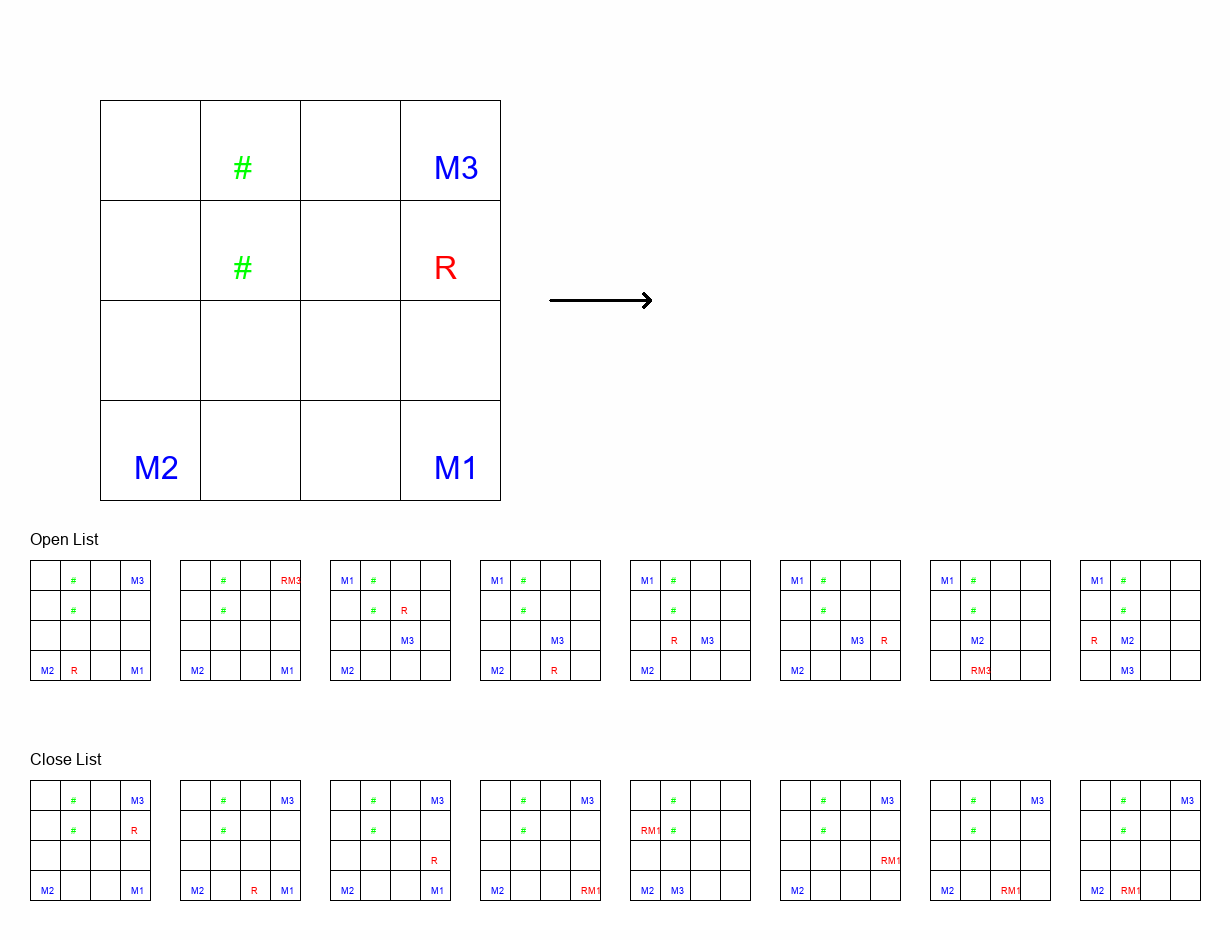 # M3
# R
M2 M1
Open List
# M3
#
M2 R M1
# RM3
#
M2 M1
M1 #
# R
M3
M2
M1 #
#
M3
M2 R
M1 #
#
R M3
M2
M1 #
#
M3 R
M2
M1 #
#
M2
RM3
M1 #
#
R M2
M3
Close List
# M3
# R
M2 M1
# M3
#
M2 R M1
# M3
#
R
M2 M1
# M3
#
M2 RM1
#
RM1 #
M2 M3
# M3
#
RM1
M2
# M3
#
M2 RM1
# M3
#
M2 RM1